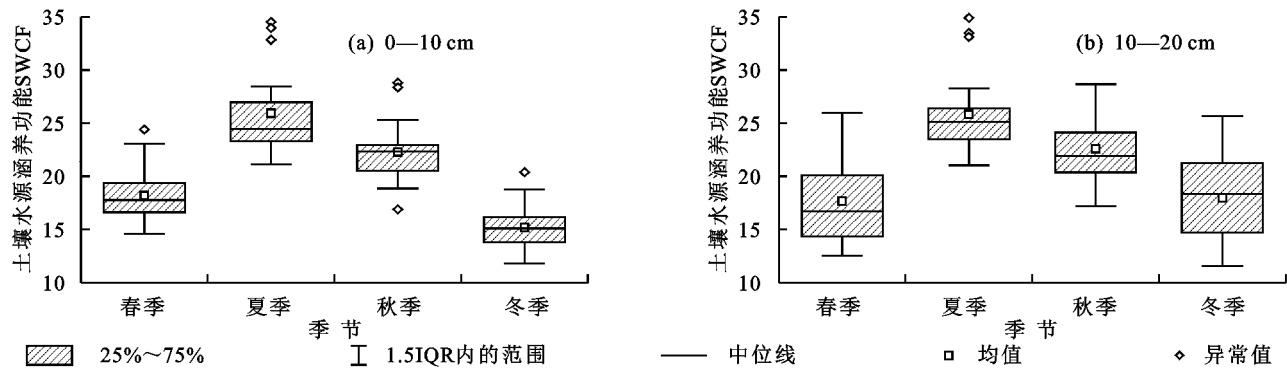 土壤水源涵养功能SWCF
35
30
25
20
15
10
(a) 0—10 cm
春季
夏季
秋季
冬季
季 节
土壤水源涵养功能SWCF
35
30
25
20
15
10
(b) 10—20 cm
春季
夏季
秋季
冬季
季 节
25%～75%
1.5IQR内的范围
中位线
均值
异常值